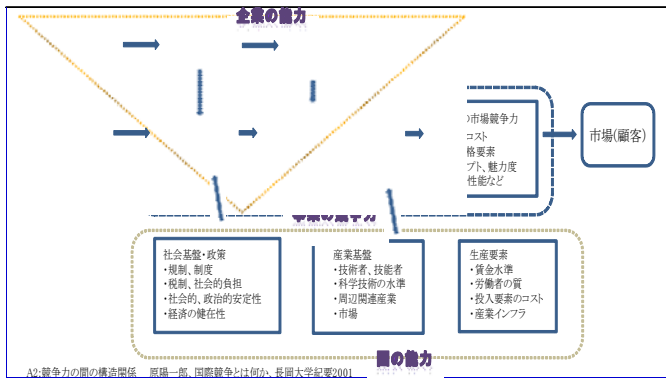 企業の能力
の市場競争力
コスト
格要素
プト、魅力度
性能など
市場(顧客)
事業の競争力
社会基盤・政策
・規制、制度
・税制、社会的負担
・社会的、政治的安定性
・経済の健在性
産業基盤
・技術者、技能者
・科学技術の水準
・周辺関連産業
・市場
生産要素
・賃金水準
・労働者の質
・投入要素のコスト
・産業インフラ
国の能力
A2:競争力の間の構造関係 原陽一郎、国際競争とは何か、長岡大学紀要2001